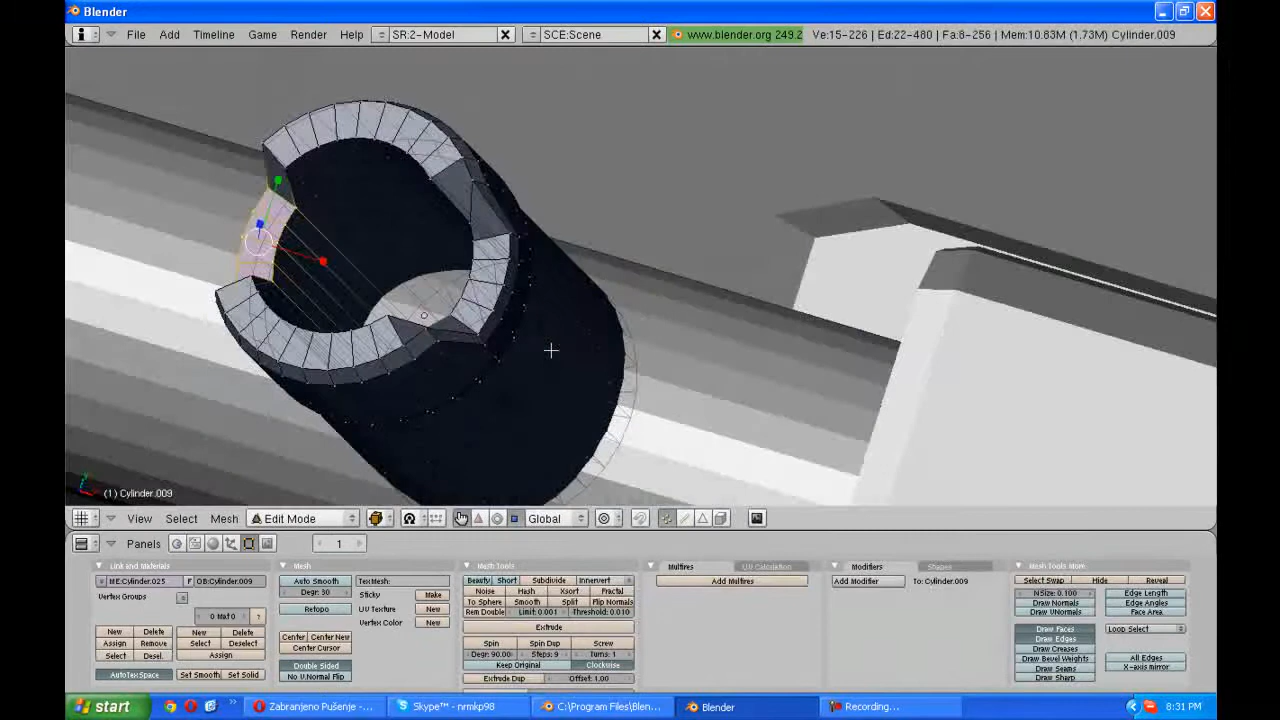 Blender
File Add Timeline Game Render Help SR:2-Model SCE:Scene www.blender.org 249.2 Ve:15-226 | Ed:22-480 | Fa:8-256 | Mem:10.83M (1.73M) Cylinder.009
(1) Cylinder.009
View Select Mesh Edit Mode Global
Panels 1
Link and Materials Mesh Mesh Tools Multires U.V. Calculation Modifiers Shapes Mesh Tools More
ME:Cylinder.025 F OB:Cylinder.009 Auto Smooth TexMesh: Beauty Short Subdivide Innervert Add Multires Add Modifier To: Cylinder.009 Select Swap Hide Reveal
Vertex Groups Degr: 30 Sticky Make Noise Hash Xsort Fractal NSize: 0.100 Edge Length
Retopo UV Texture New To Sphere Smooth Split Flip Normals Draw Normals Edge Angles
0 Mat 0 ? Vertex Color New Rem Double Limit: 0.001 Threshold: 0.010 Draw VNormals Face Area
New Delete New Delete Center Center New Extrude Draw Faces Loop Select
Assign Remove Select Deselect Center Cursor Spin Spin Dup Screw Draw Edges
Select Desel. Assign Degr: 90.00 Steps: 9 Turns: 1 Draw Creases All Edges
Double Sided Keep Original Clockwise Draw Bevel Weights X-axis mirror
AutoTexSpace Set Smooth Set Solid No V.Normal Flip Extrude Dup Offset: 1.00 Draw Seams
Draw Sharp
start Zabranjeno Pušenje -... Skype™ - nrmkp98 C:\Program Files\Blen... Blender Recording... 8:31 PM